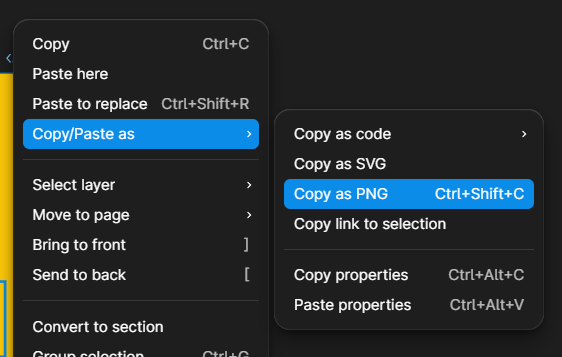 Copy Ctrl+C
Paste here
Paste to replace Ctrl+Shift+R
Copy/Paste as
Select layer
Move to page
Bring to front ]
Send to back [
Convert to section
Group selection Ctrl+G
Copy as code
Copy as SVG
Copy as PNG Ctrl+Shift+C
Copy link to selection
Copy properties Ctrl+Alt+C
Paste properties Ctrl+Alt+V